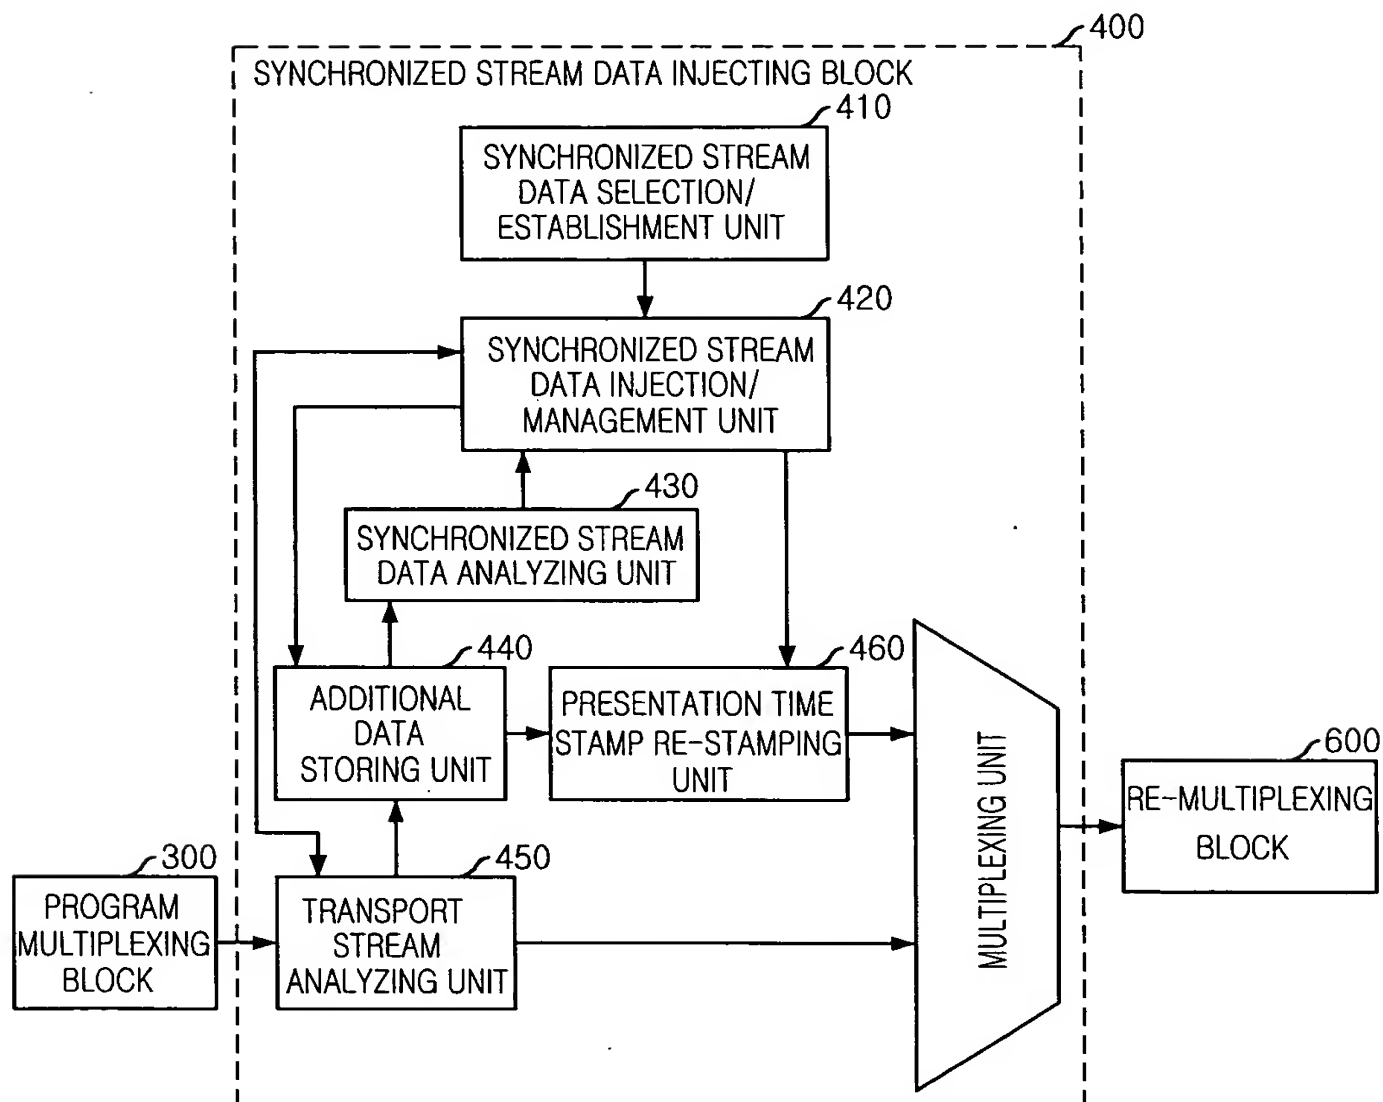 400
SYNCHRONIZED STREAM DATA INJECTING BLOCK
410
SYNCHRONIZED STREAM
DATA SELECTION/
ESTABLISHMENT UNIT
420
SYNCHRONIZED STREAM
DATA INJECTION/
MANAGEMENT UNIT
430
SYNCHRONIZED STREAM
DATA ANALYZING UNIT
440
ADDITIONAL
DATA
STORING UNIT
460
PRESENTATION TIME
STAMP RE-STAMPING
UNIT
MULTIPLEXING UNIT
600
RE-MULTIPLEXING
BLOCK
300
PROGRAM
MULTIPLEXING
BLOCK
450
TRANSPORT
STREAM
ANALYZING UNIT